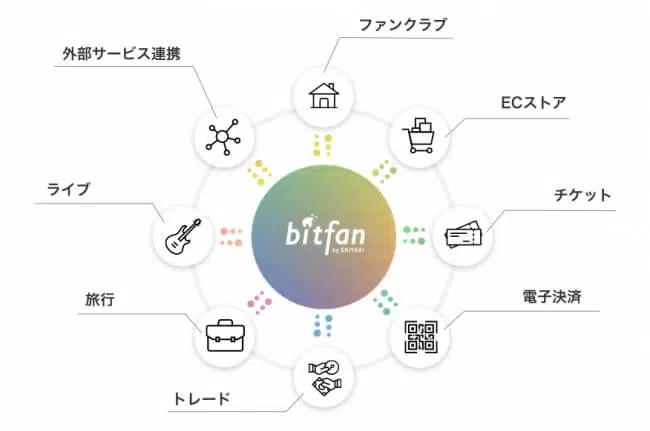 ファンクラブ
外部サービス連携
ECストア
ライブ
チケット
bitfan
by SKIYAKI
旅行
電子決済
トレード